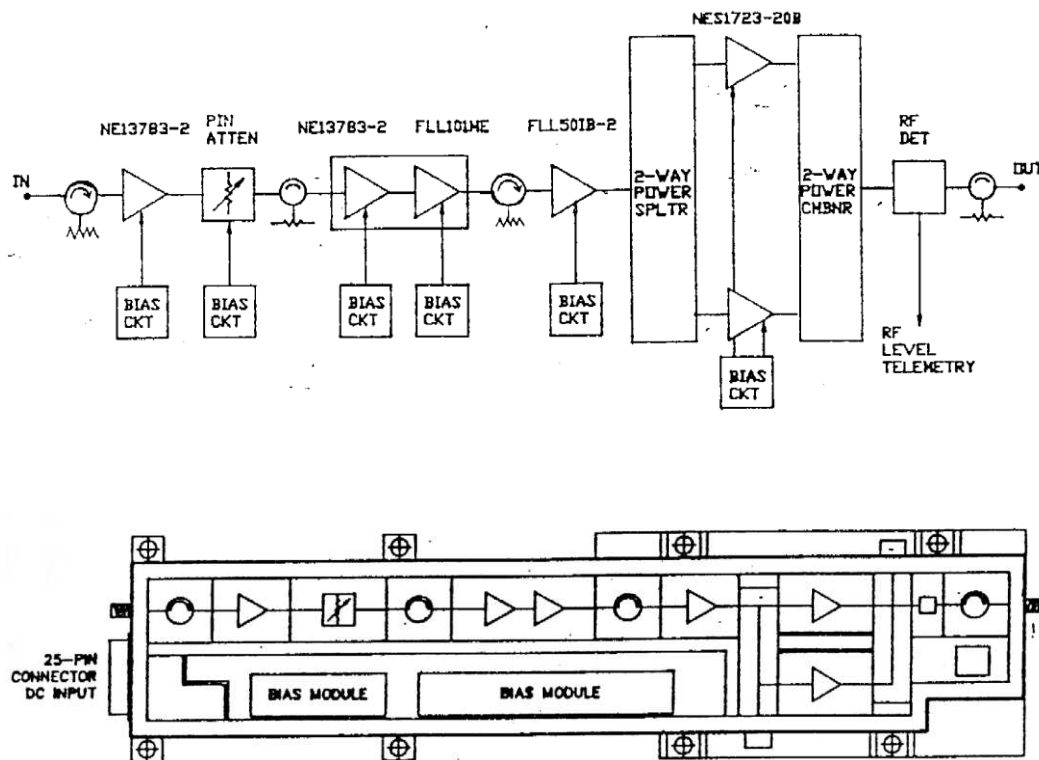 NES1723-20B
NE13783-2
PIN
ATTEN
NE13783-2
FLL101ME
FLL50IB-2
RF
DET
IN
OUT
2-WAY
POWER
SPLTR
2-WAY
POWER
CMBNR
BIAS
CKT
BIAS
CKT
BIAS
CKT
BIAS
CKT
BIAS
CKT
BIAS
CKT
RF
LEVEL
TELEMETRY
25-PIN
CONNECTOR
DC INPUT
BIAS MODULE
BIAS MODULE